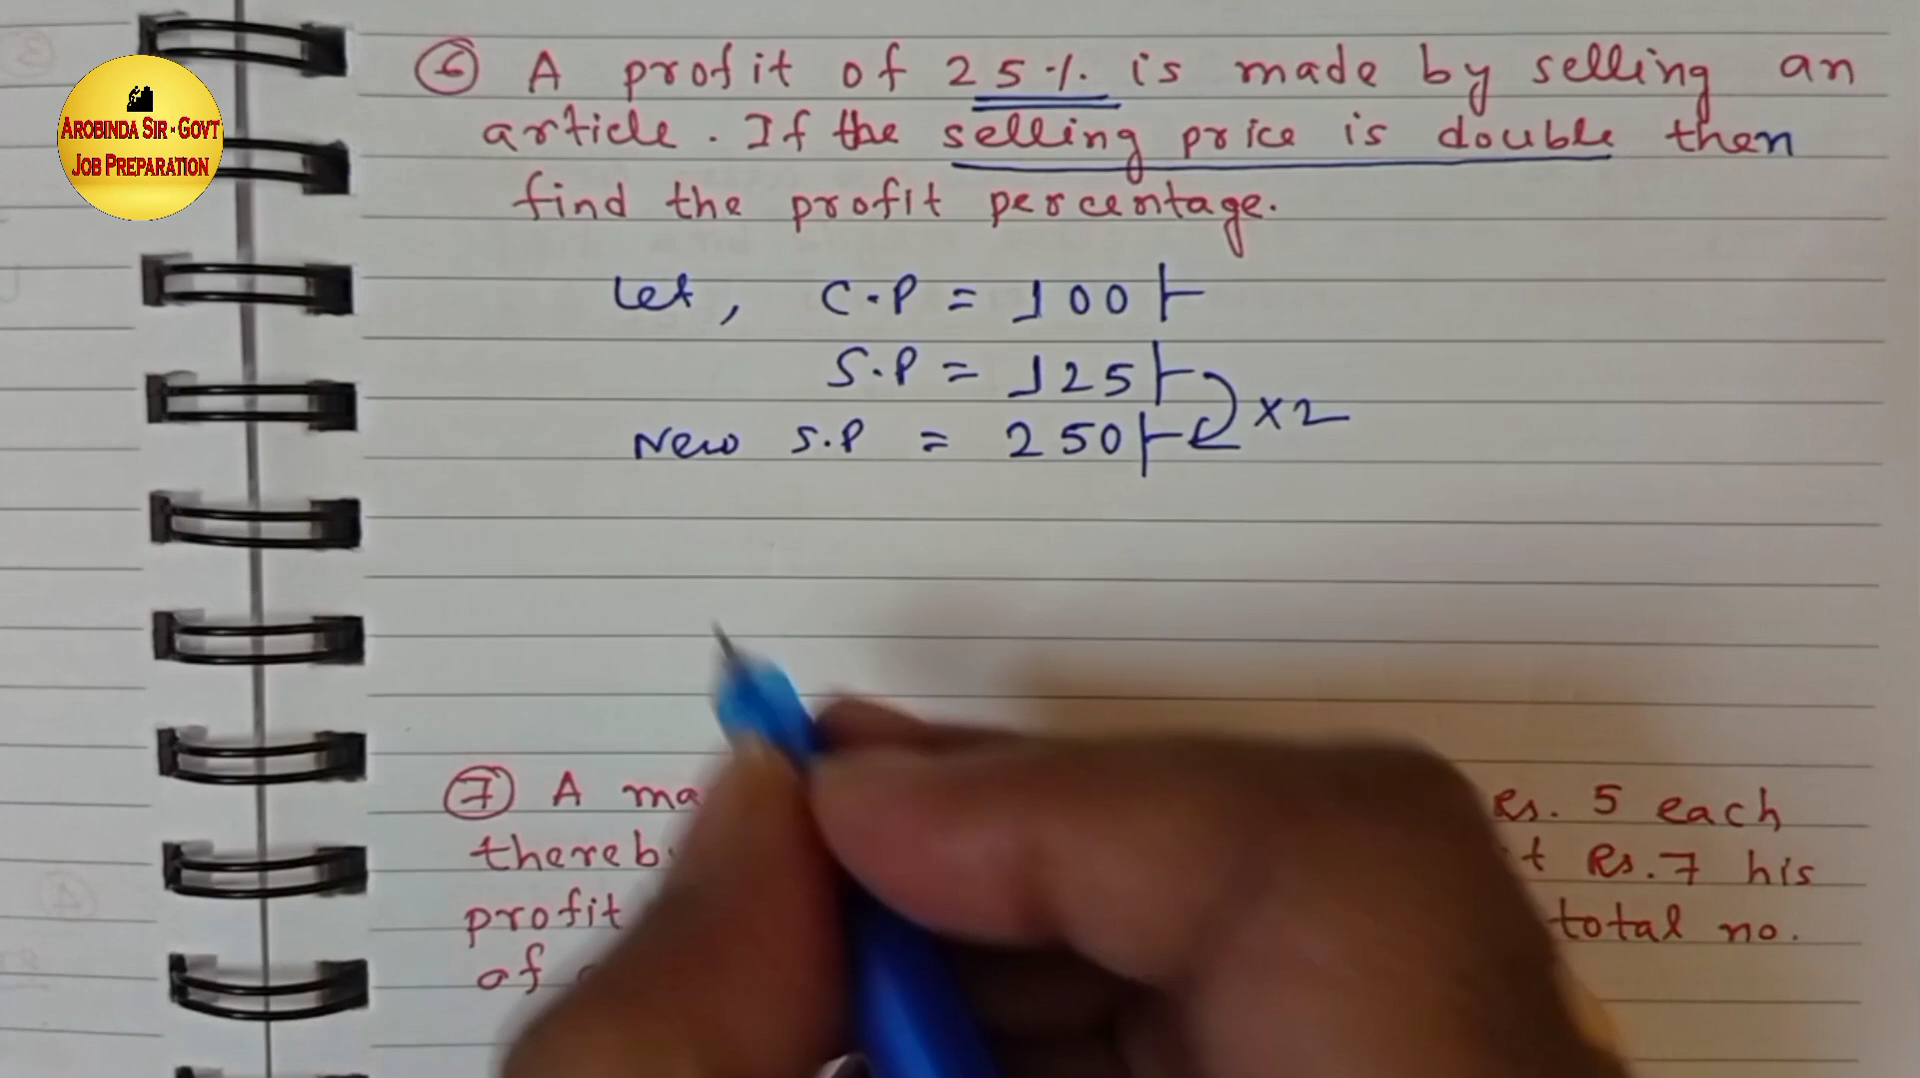 AROBINDA SIR - GOVT
JOB PREPARATION
6 A profit of 25% is made by selling an
article. If the selling price is double then
find the profit percentage.
Let, C.P = 100
S.P = 125
×2
New S.P = 250
7 A Rs. 5 each
Rs. 7 his
profit total no.
of